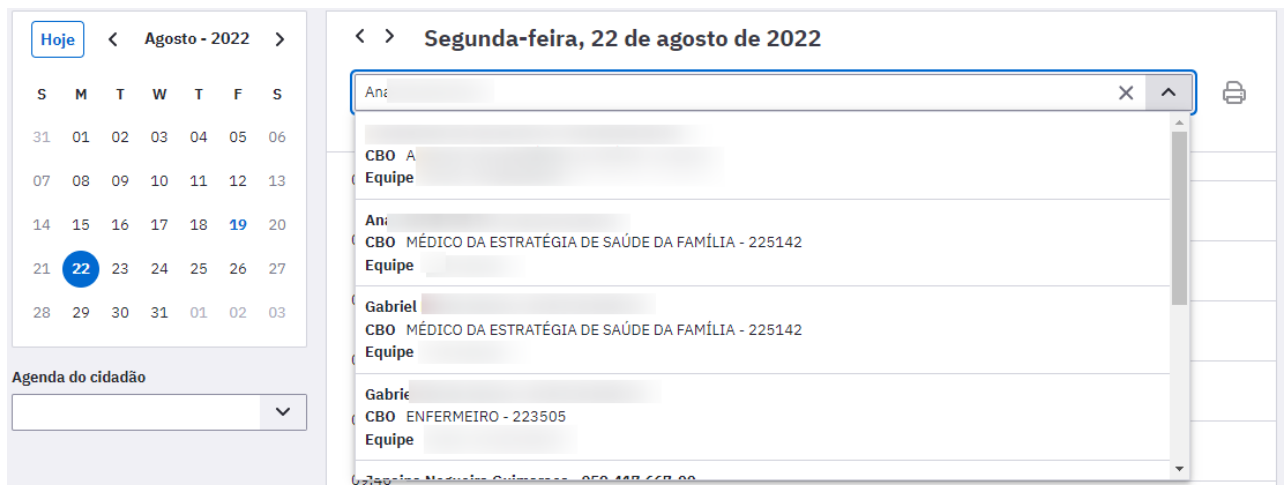 Hoje
Agosto - 2022
S M T W T F S
31 01 02 03 04 05 06
07 08 09 10 11 12 13
14 15 16 17 18 19 20
21 22 23 24 25 26 27
28 29 30 31 01 02 03
Agenda do cidadão
Segunda-feira, 22 de agosto de 2022
Ana
CBO A
Equipe
Ana
CBO MÉDICO DA ESTRATÉGIA DE SAÚDE DA FAMÍLIA - 225142
Equipe
Gabriel
CBO MÉDICO DA ESTRATÉGIA DE SAÚDE DA FAMÍLIA - 225142
Equipe
Gabrie
CBO ENFERMEIRO - 223505
Equipe